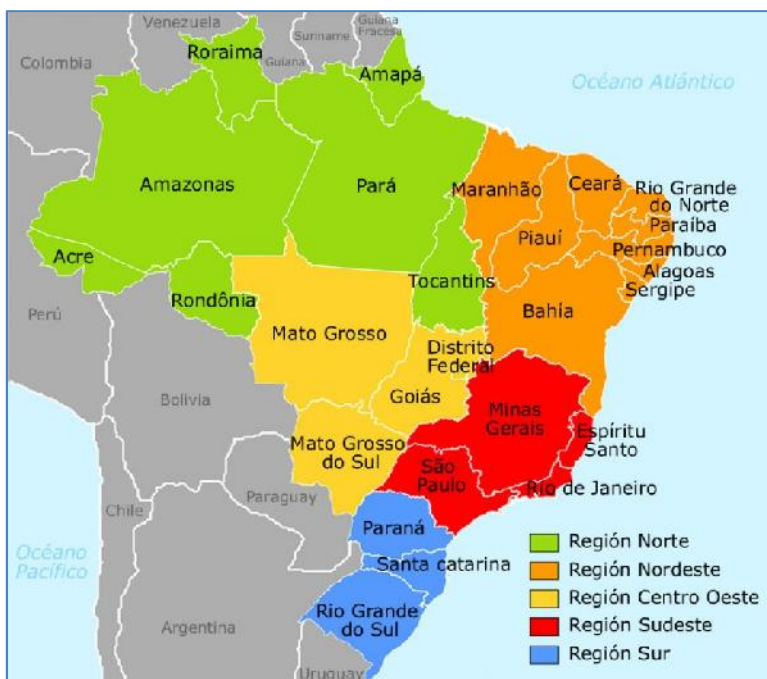 Venezuela
Guiana
Fracesa
Suriname
Roraima
Guiana
Colombia
Amapá
Océano Atlántico
Amazonas
Pará
Maranhão
Ceará
Rio Grande
do Norte
Paraíba
Piauí
Pernambuco
Acre
Alagoas
Tocantins
Sergipe
Rondônia
Perú
Bahía
Mato Grosso
Distrito
Federal
Goiás
Bolivia
Minas
Gerais
Espíritu
Santo
Mato Grosso
do Sul
São
Paulo
Rio de Janeiro
Paraguay
Chile
Paraná
Océano
Pacífico
Santa catarina
Rio Grande
do Sul
Argentina
Uruguay
Región Norte
Región Nordeste
Región Centro Oeste
Región Sudeste
Región Sur